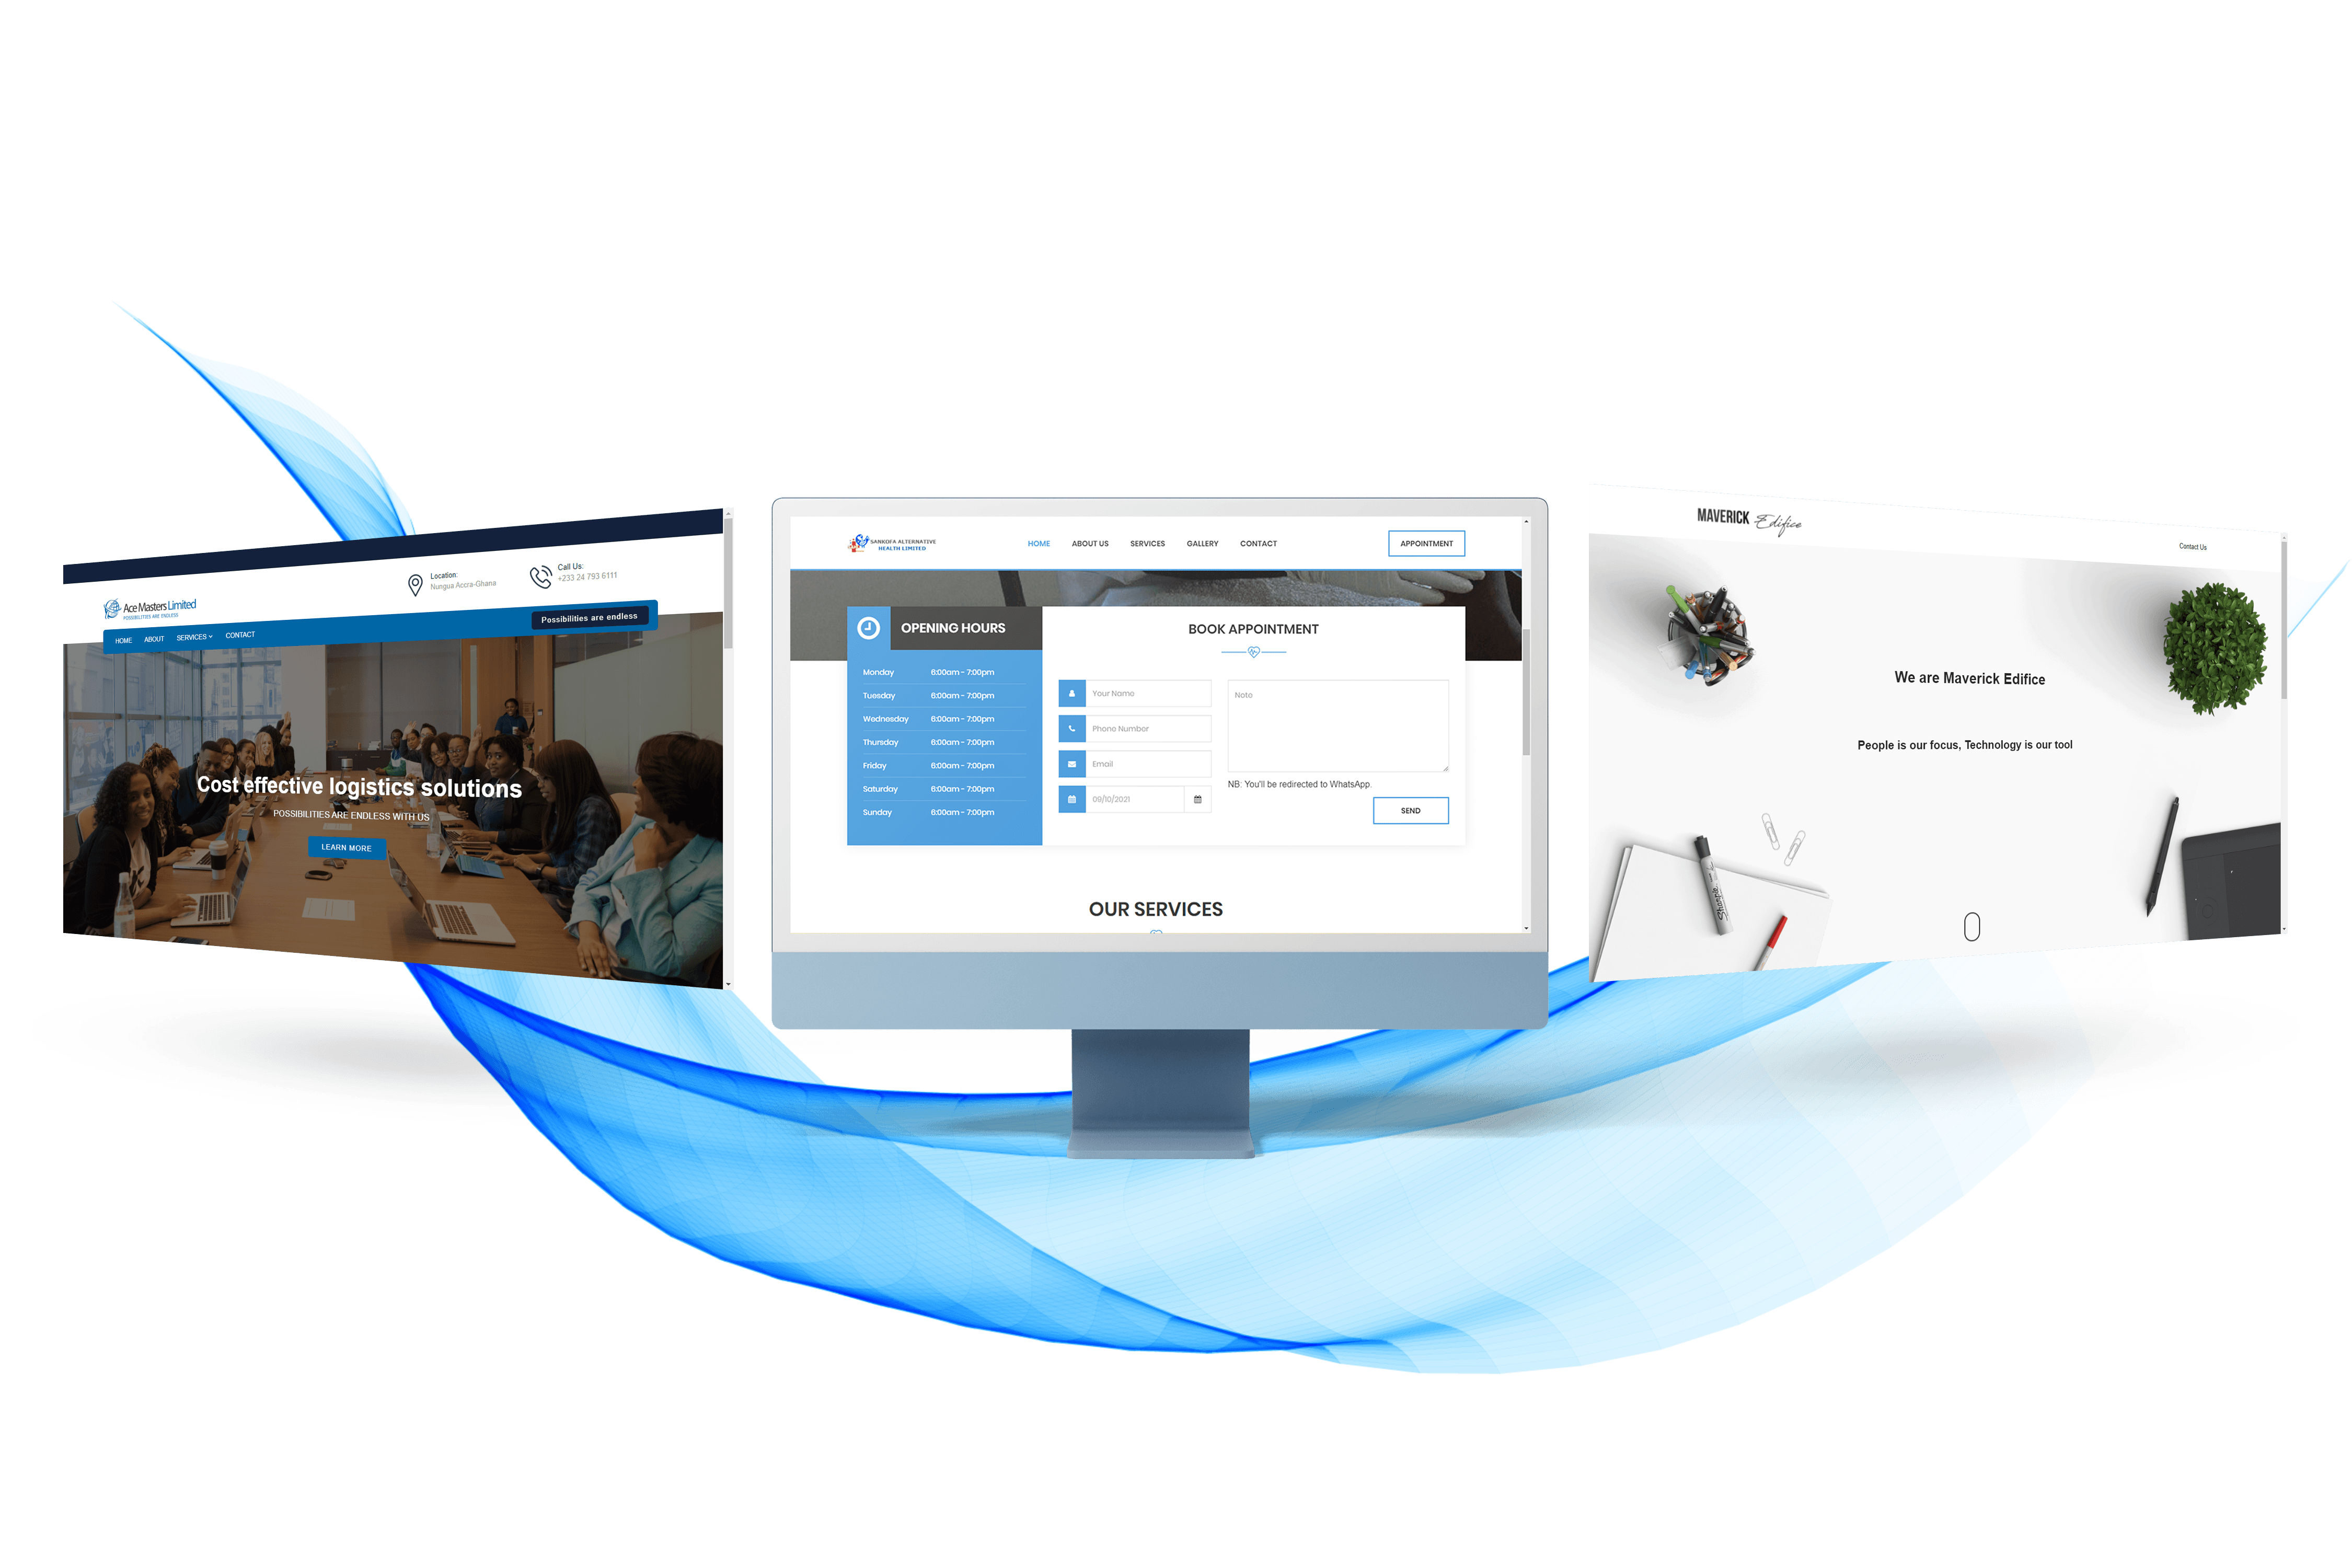 Location:
Nungua Accra-Ghana
Call Us:
+233 24 793 6111
Ace Masters Limited
POSSIBILITIES ARE ENDLESS
Possibilities are endless
HOME ABOUT SERVICES CONTACT
Cost effective logistics solutions
POSSIBILITIES ARE ENDLESS WITH US
LEARN MORE
SANKOFA ALTERNATIVE
HEALTH LIMITED
HOME ABOUT US SERVICES GALLERY CONTACT
APPOINTMENT
OPENING HOURS
Monday 6:00am - 7:00pm
Tuesday 6:00am - 7:00pm
Wednesday 6:00am - 7:00pm
Thursday 6:00am - 7:00pm
Friday 6:00am - 7:00pm
Saturday 6:00am - 7:00pm
Sunday 6:00am - 7:00pm
BOOK APPOINTMENT
Your Name
Phone Number
Email
09/10/2021
Note
NB: You'll be redirected to WhatsApp.
SEND
OUR SERVICES
MAVERICK Edifice
Contact Us
We are Maverick Edifice
People is our focus, Technology is our tool
Sharpie